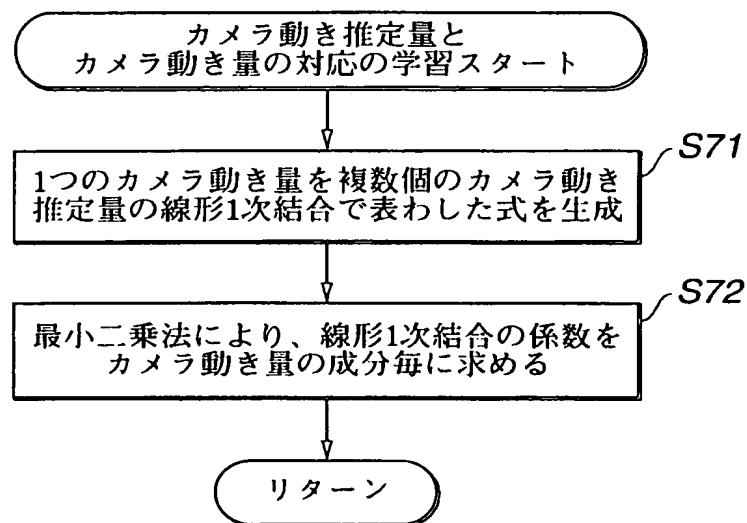 カメラ動き推定量と
カメラ動き量の対応の学習スタート
S71
1つのカメラ動き量を複数個のカメラ動き
推定量の線形1次結合で表わした式を生成
S72
最小二乗法により、線形1次結合の係数を
カメラ動き量の成分毎に求める
リターン